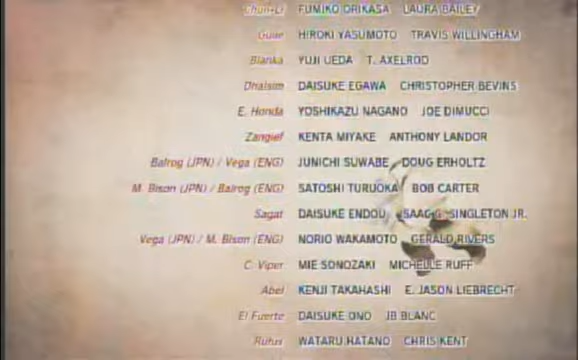 Chun-Li FUMIKO ORIKASA LAURA BAILEY
Guile HIROKI YASUMOTO TRAVIS WILLINGHAM
Blanka YUJI UEDA T. AXELROD
Dhalsim DAISUKE EGAWA CHRISTOPHER BEVINS
E. Honda YOSHIKAZU NAGANO JOE DIMUCCI
Zangief KENTA MIYAKE ANTHONY LANDOR
Balrog (JPN) / Vega (ENG) JUNICHI SUWABE DOUG ERHOLTZ
M. Bison (JPN) / Balrog (ENG) SATOSHI TURUOKA BOB CARTER
Sagat DAISUKE ENDOU ISAAC C. SINGLETON JR.
Vega (JPN) / M. Bison (ENG) NORIO WAKAMOTO GERALD RIVERS
C. Viper MIE SONOZAKI MICHELLE RUFF
Abel KENJI TAKAHASHI E. JASON LIEBRECHT
El Fuerte DAISUKE ONO JB BLANC
Rufus WATARU HATANO CHRIS KENT